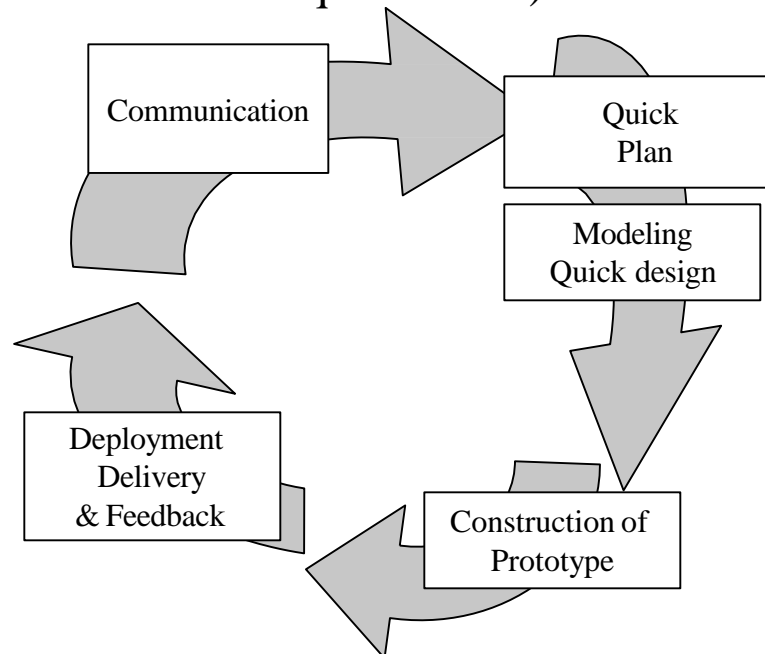 Communication
Quick
Plan
Modeling
Quick design
Construction of
Prototype
Deployment
Delivery
& Feedback